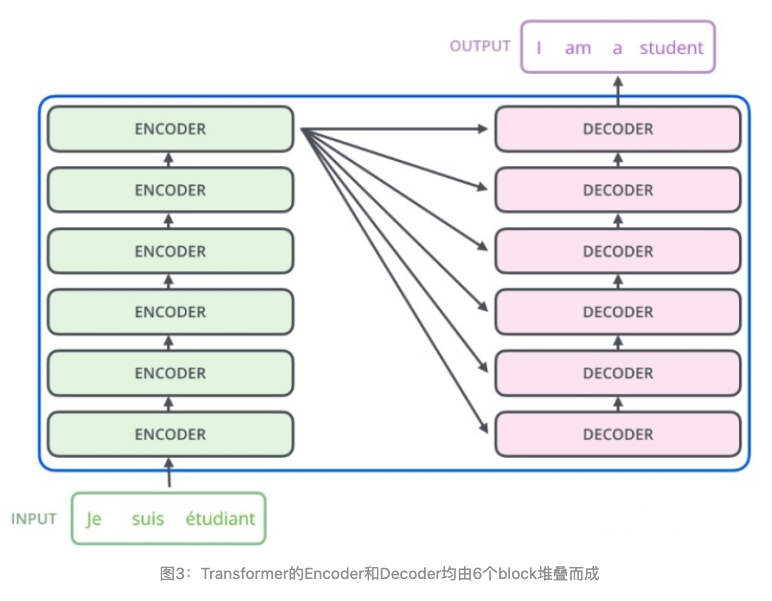 OUTPUT I am a student
ENCODER DECODER
ENCODER DECODER
ENCODER DECODER
ENCODER DECODER
ENCODER DECODER
ENCODER DECODER
INPUT Je suis étudiant
图3：Transformer的Encoder和Decoder均由6个block堆叠而成